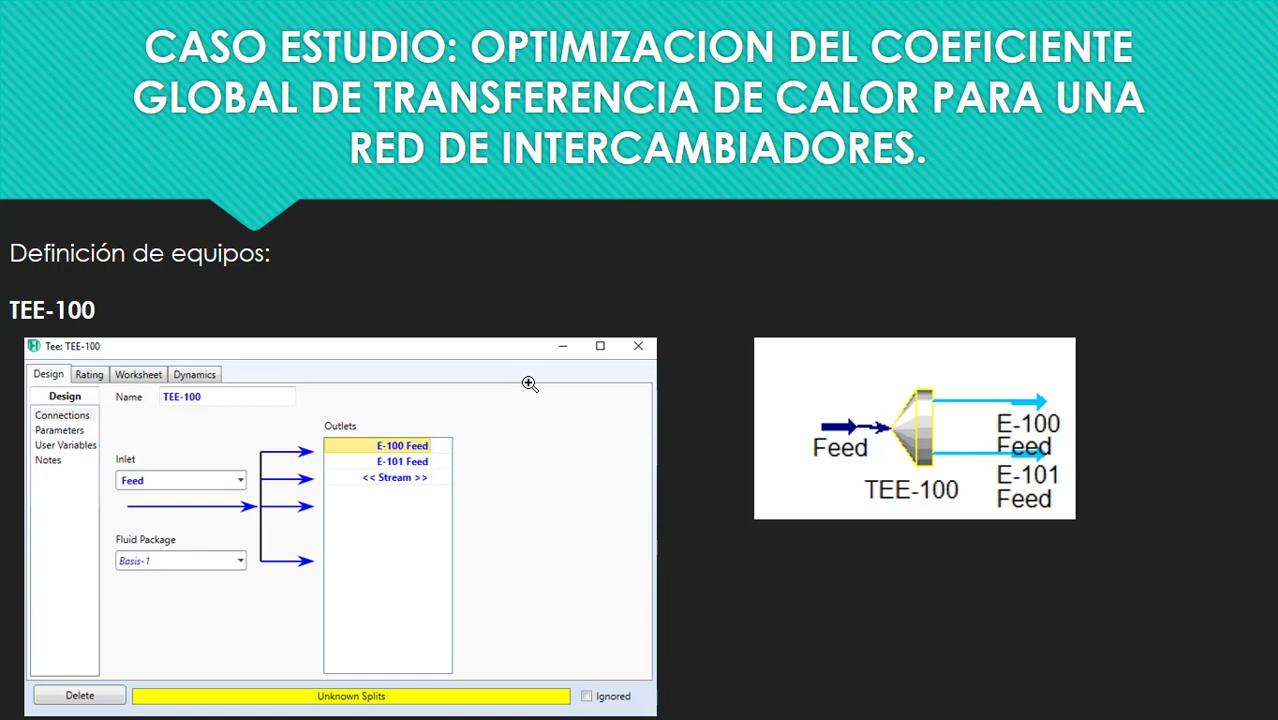 CASO ESTUDIO: OPTIMIZACION DEL COEFICIENTE
GLOBAL DE TRANSFERENCIA DE CALOR PARA UNA
RED DE INTERCAMBIADORES.
Definición de equipos:
TEE-100
Tee: TEE-100
Design Rating Worksheet Dynamics
Design
Connections
Parameters
User Variables
Notes
Name TEE-100
Outlets
E-100 Feed
E-101 Feed
<< Stream >>
Inlet
Feed
Fluid Package
Basis-1
Delete
Unknown Splits
Ignored
Feed
TEE-100
E-100
Feed
E-101
Feed